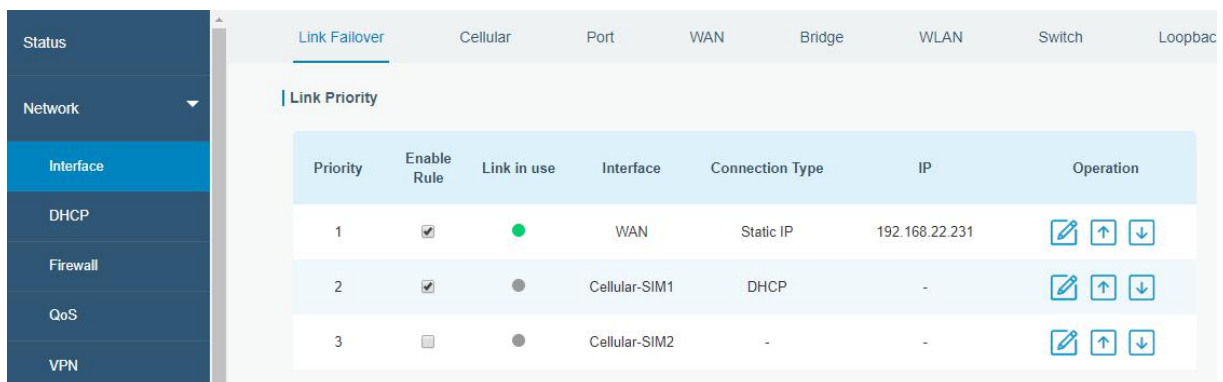 Status
Network
Interface
DHCP
Firewall
QoS
VPN
Link Failover Cellular Port WAN Bridge WLAN Switch Loopbac
Link Priority
Priority Enable Rule Link in use Interface Connection Type IP Operation
1 WAN Static IP 192.168.22.231
2 Cellular-SIM1 DHCP -
3 Cellular-SIM2 - -